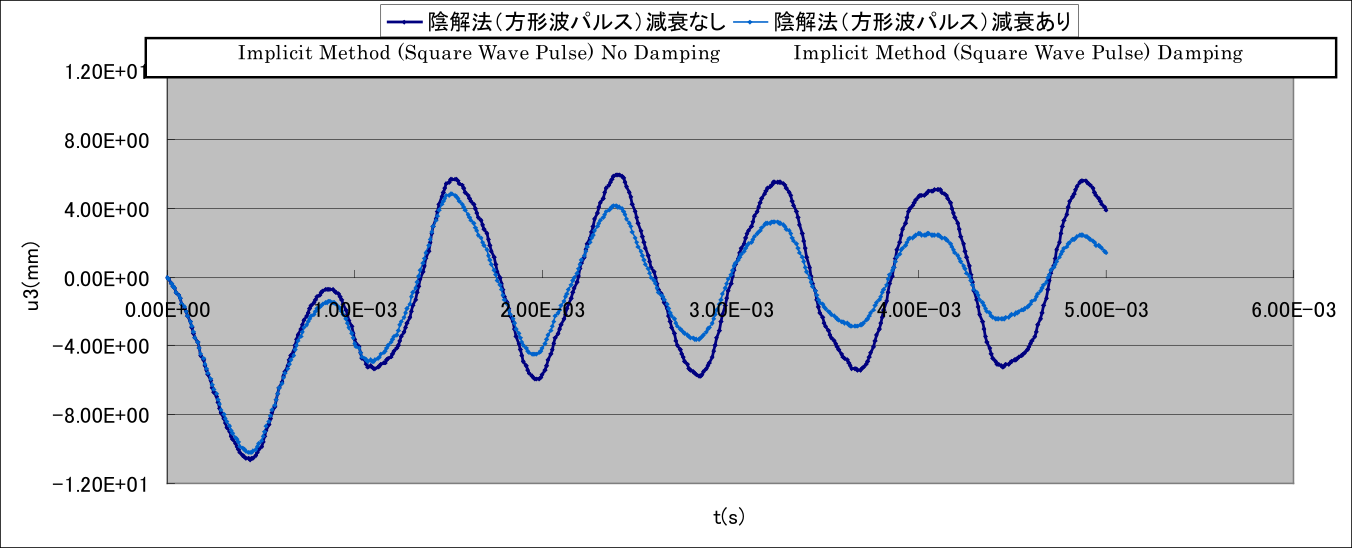 陰解法（方形波パルス）減衰なし 陰解法（方形波パルス）減衰あり
Implicit Method (Square Wave Pulse) No Damping Implicit Method (Square Wave Pulse) Damping
1.20E+01
8.00E+00
4.00E+00
0.00E+00
0.00E+00 1.00E-03 2.00E-03 3.00E-03 4.00E-03 5.00E-03 6.00E-03
-4.00E+00
-8.00E+00
-1.20E+01
u3(mm)
t(s)